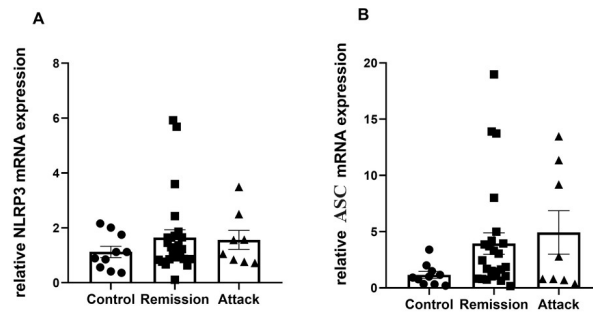 A
relative NLRP3 mRNA expression
8
6
4
2
0
Control Remission Attack
B
relative ASC mRNA expression
20
15
10
5
0
Control Remission Attack